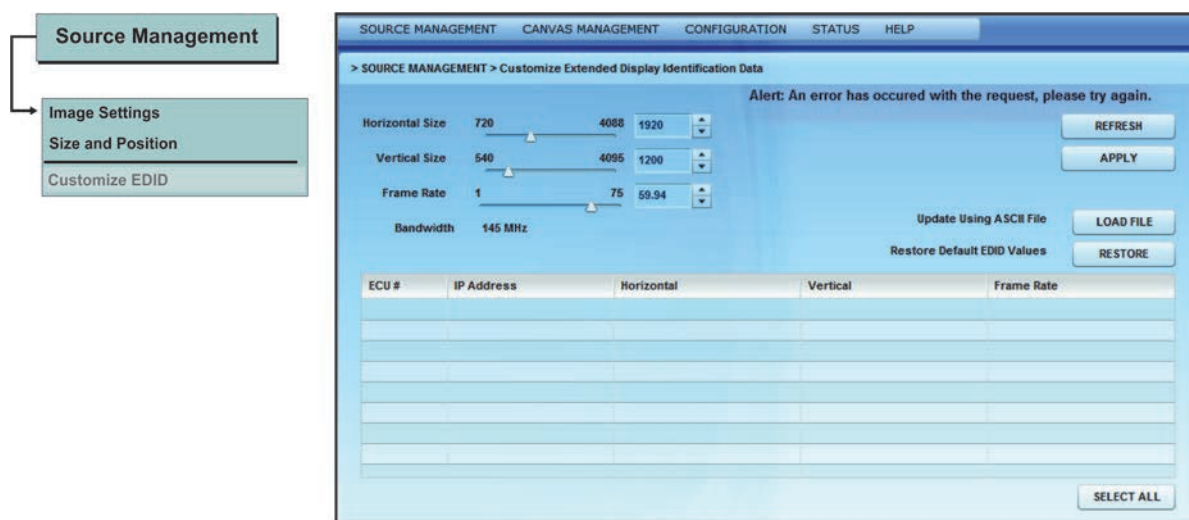 Source Management
Image Settings
Size and Position
Customize EDID
SOURCE MANAGEMENT CANVAS MANAGEMENT CONFIGURATION STATUS HELP
> SOURCE MANAGEMENT > Customize Extended Display Identification Data
Alert: An error has occured with the request, please try again.
Horizontal Size 720 4088 1920 REFRESH
Vertical Size 540 4095 1200 APPLY
Frame Rate 1 75 59.94
Bandwidth 145 MHz
Update Using ASCII File LOAD FILE
Restore Default EDID Values RESTORE
ECU # IP Address Horizontal Vertical Frame Rate
SELECT ALL